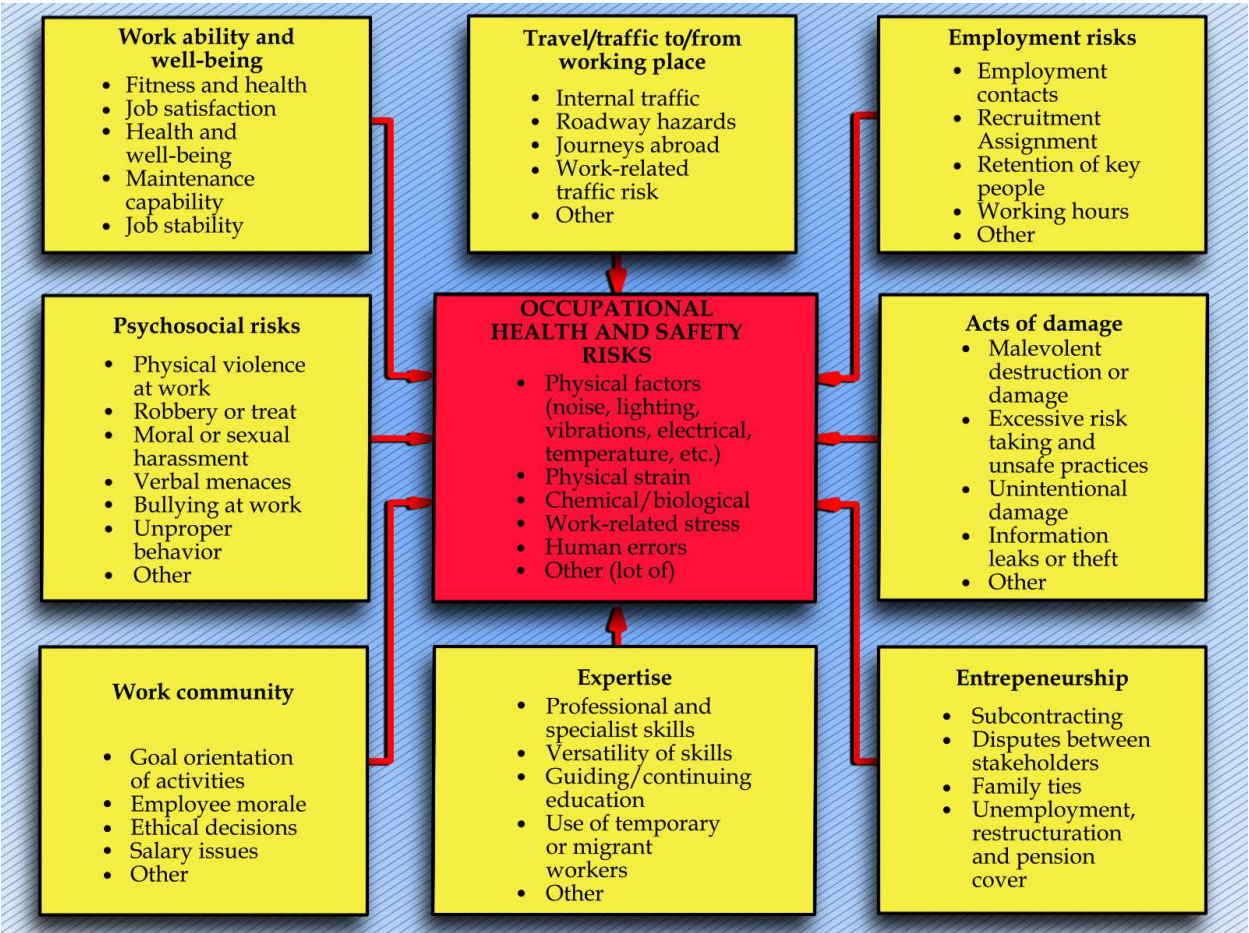 Work ability and
well-being
• Fitness and health
• Job satisfaction
• Health and
well-being
• Maintenance
capability
• Job stability
Travel/traffic to/from
working place
• Internal traffic
• Roadway hazards
• Journeys abroad
• Work-related
traffic risk
• Other
Employment risks
• Employment
contacts
• Recruitment
Assignment
• Retention of key
people
• Working hours
• Other
Psychosocial risks
• Physical violence
at work
• Robbery or treat
• Moral or sexual
harassment
• Verbal menaces
• Bullying at work
• Unproper
behavior
• Other
OCCUPATIONAL
HEALTH AND SAFETY
RISKS
• Physical factors
(noise, lighting,
vibrations, electrical,
temperature, etc.)
• Physical strain
• Chemical/biological
• Work-related stress
• Human errors
• Other (lot of)
Acts of damage
• Malevolent
destruction or
damage
• Excessive risk
taking and
unsafe practices
• Unintentional
damage
• Information
leaks or theft
• Other
Work community
• Goal orientation
of activities
• Employee morale
• Ethical decisions
• Salary issues
• Other
Expertise
• Professional and
specialist skills
• Versatility of skills
• Guiding/continuing
education
• Use of temporary
or migrant
workers
• Other
Entrepeneurship
• Subcontracting
• Disputes between
stakeholders
• Family ties
• Unemployment,
restructuration
and pension
cover